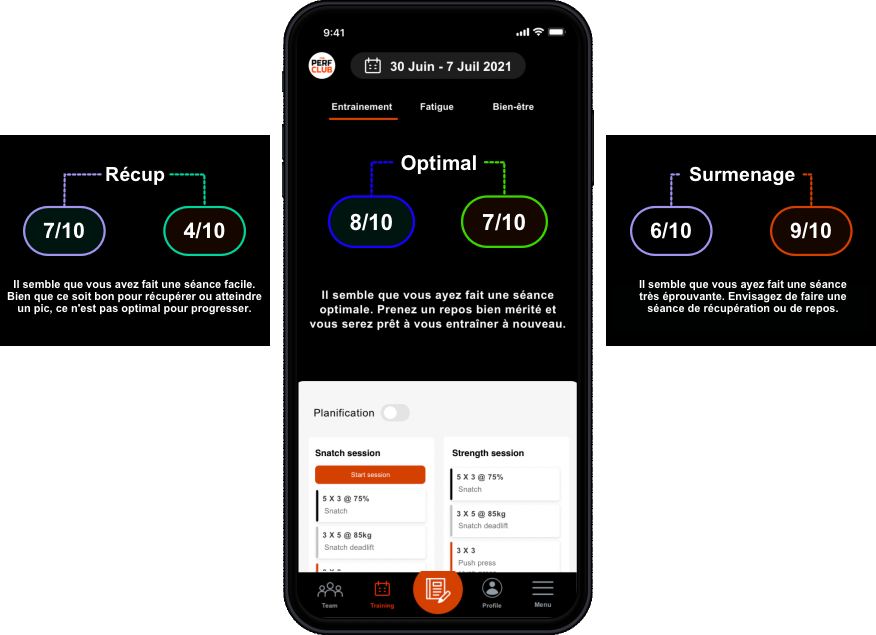 Récup
7/10
4/10
Il semble que vous avez fait une séance facile.
Bien que ce soit bon pour récupérer ou atteindre
un pic, ce n'est pas optimal pour progresser.
9:41
THE
PERF
CLUB
30 Juin - 7 Juil 2021
Entrainement
Fatigue
Bien-être
Optimal
8/10
7/10
Il semble que vous ayez fait une séance
optimale. Prenez un repos bien mérité et
vous serez prêt à vous entraîner à nouveau.
Planification
Snatch session
Start session
5 X 3 @ 75%
Snatch
3 X 5 @ 85kg
Snatch deadlift
Strength session
5 X 3 @ 75%
Snatch
3 X 5 @ 85kg
Snatch deadlift
3 X 3
Push press
Team
Training
Profile
Menu
Surmenage
6/10
9/10
Il semble que vous ayez fait une séance
très éprouvante. Envisagez de faire une
séance de récupération ou de repos.